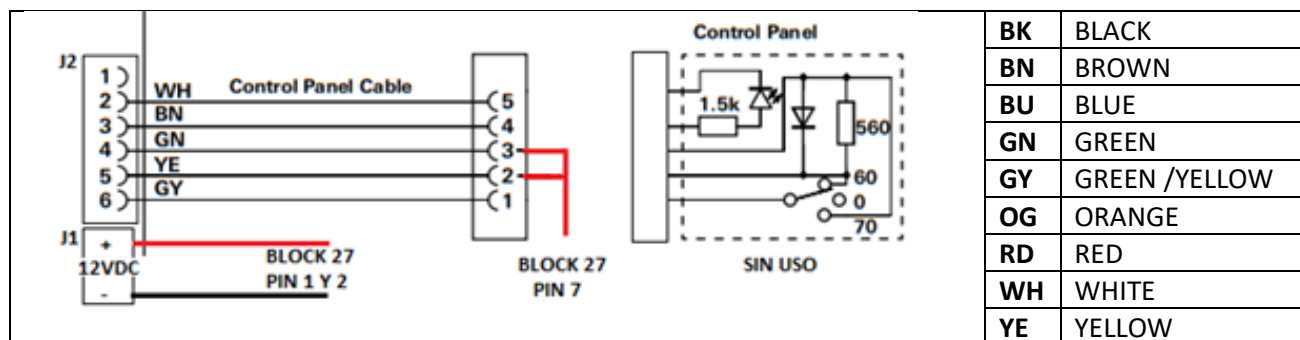 Control Panel
J2
1
2
3
4
5
6
WH
BN
GN
YE
GY
Control Panel Cable
5
4
3
2
1
1.5k
560
60
0
70
J1
+
12VDC
-
BLOCK 27
PIN 1 Y 2
BLOCK 27
PIN 7
SIN USO
BK BLACK
BN BROWN
BU BLUE
GN GREEN
GY GREEN /YELLOW
OG ORANGE
RD RED
WH WHITE
YE YELLOW